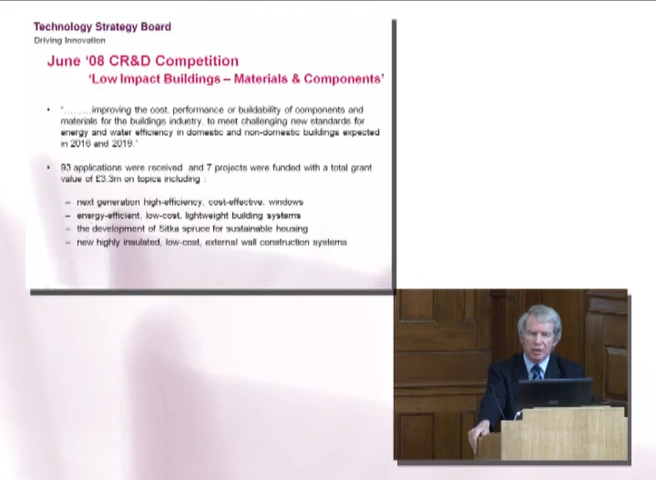 Technology Strategy Board
Driving Innovation
June '08 CR&D Competition
'Low Impact Buildings – Materials & Components'
• "………improving the cost, performance or buildability of components and
materials for the buildings industry, to meet challenging new standards for
energy and water efficiency in domestic and non-domestic buildings expected
in 2016 and 2019."
• 93 applications were received and 7 projects were funded with a total grant
value of £3.3m on topics including :
– next generation high-efficiency, cost-effective, windows
– energy-efficient, low-cost, lightweight building systems
– the development of Sitka spruce for sustainable housing
– new highly insulated, low-cost, external wall construction systems